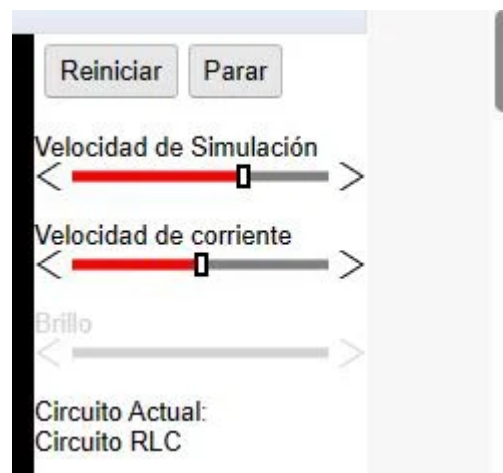 Reiniciar Parar
Velocidad de Simulación
Velocidad de corriente
Brillo
Circuito Actual:
Circuito RLC